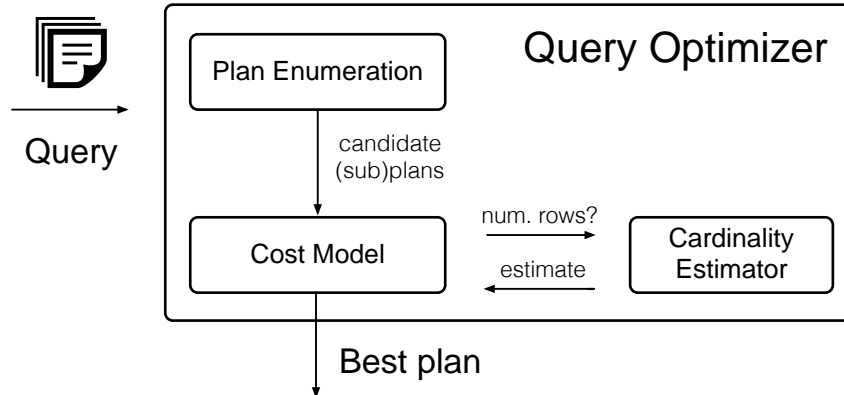 Query Optimizer
Plan Enumeration
Query
candidate
(sub)plans
num. rows?
Cost Model
Cardinality
Estimator
estimate
Best plan